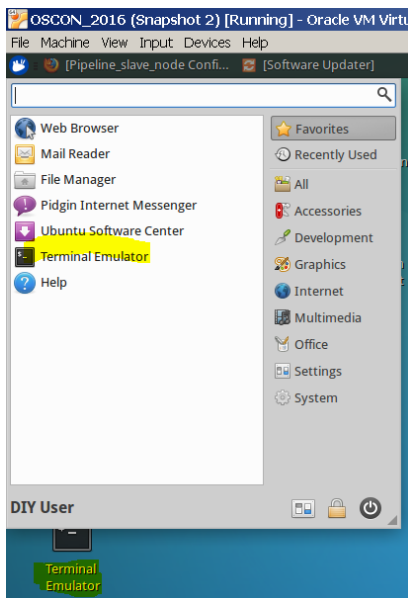 OSCON_2016 (Snapshot 2) [Running] - Oracle VM Virtu
File Machine View Input Devices Help
[Pipeline_slave_node Confi... [Software Updater]
Web Browser
Mail Reader
File Manager
Pidgin Internet Messenger
Ubuntu Software Center
Terminal Emulator
Help
Favorites
Recently Used
All
Accessories
Development
Graphics
Internet
Multimedia
Office
Settings
System
DIY User
Terminal
Emulator